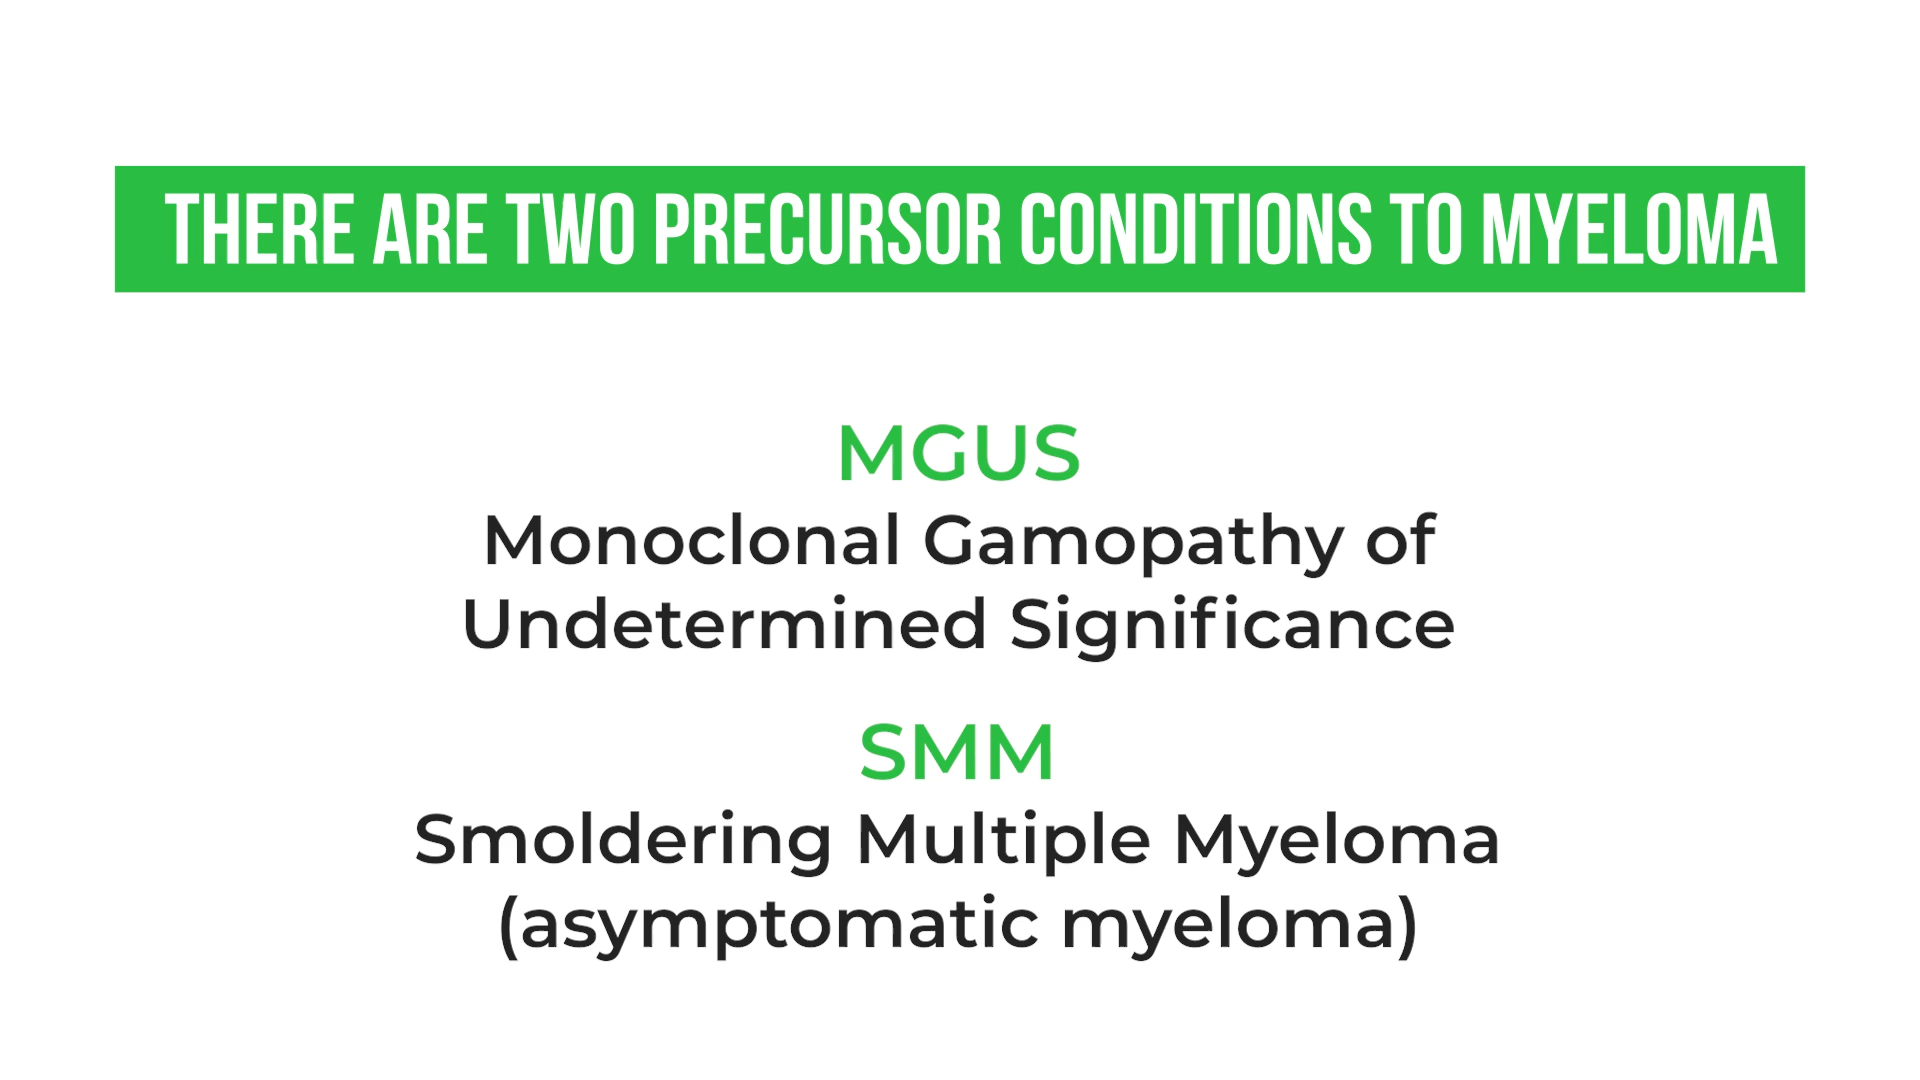 THERE ARE TWO PRECURSOR CONDITIONS TO MYELOMA
MGUS
Monoclonal Gamopathy of
Undetermined Significance
SMM
Smoldering Multiple Myeloma
(asymptomatic myeloma)